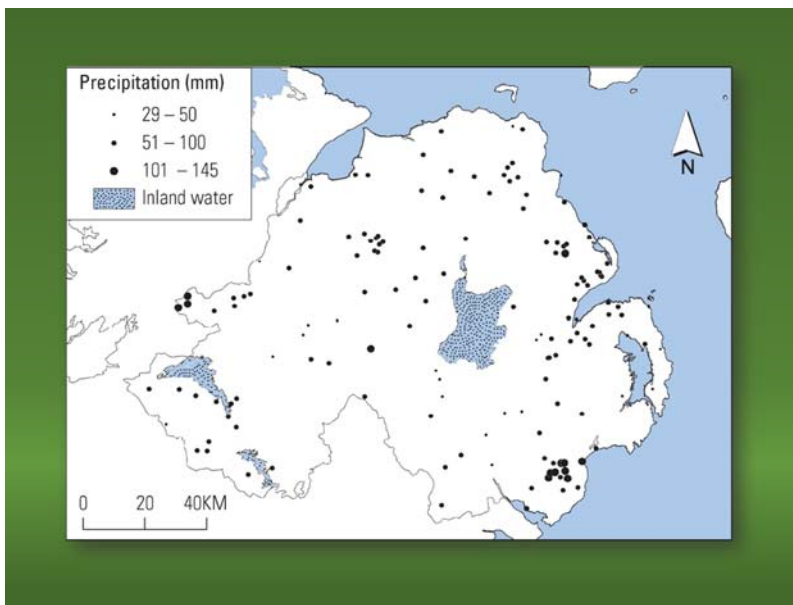 Precipitation (mm)
29 – 50
51 – 100
101 – 145
Inland water
N
0 20 40KM